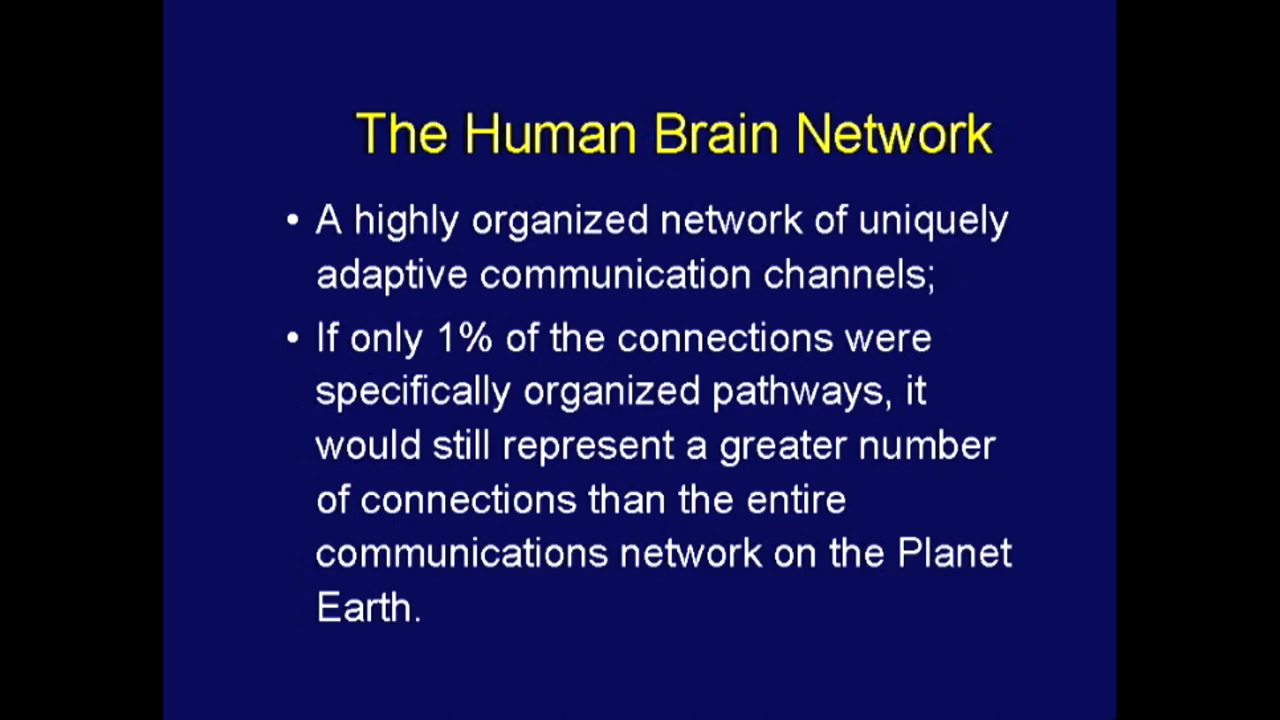 The Human Brain Network
• A highly organized network of uniquely
adaptive communication channels;
• If only 1% of the connections were
specifically organized pathways, it
would still represent a greater number
of connections than the entire
communications network on the Planet
Earth.